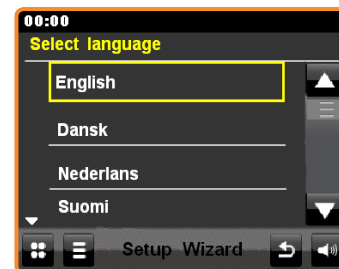 00:00
Select language
English
Dansk
Nederlans
Suomi
Setup Wizard